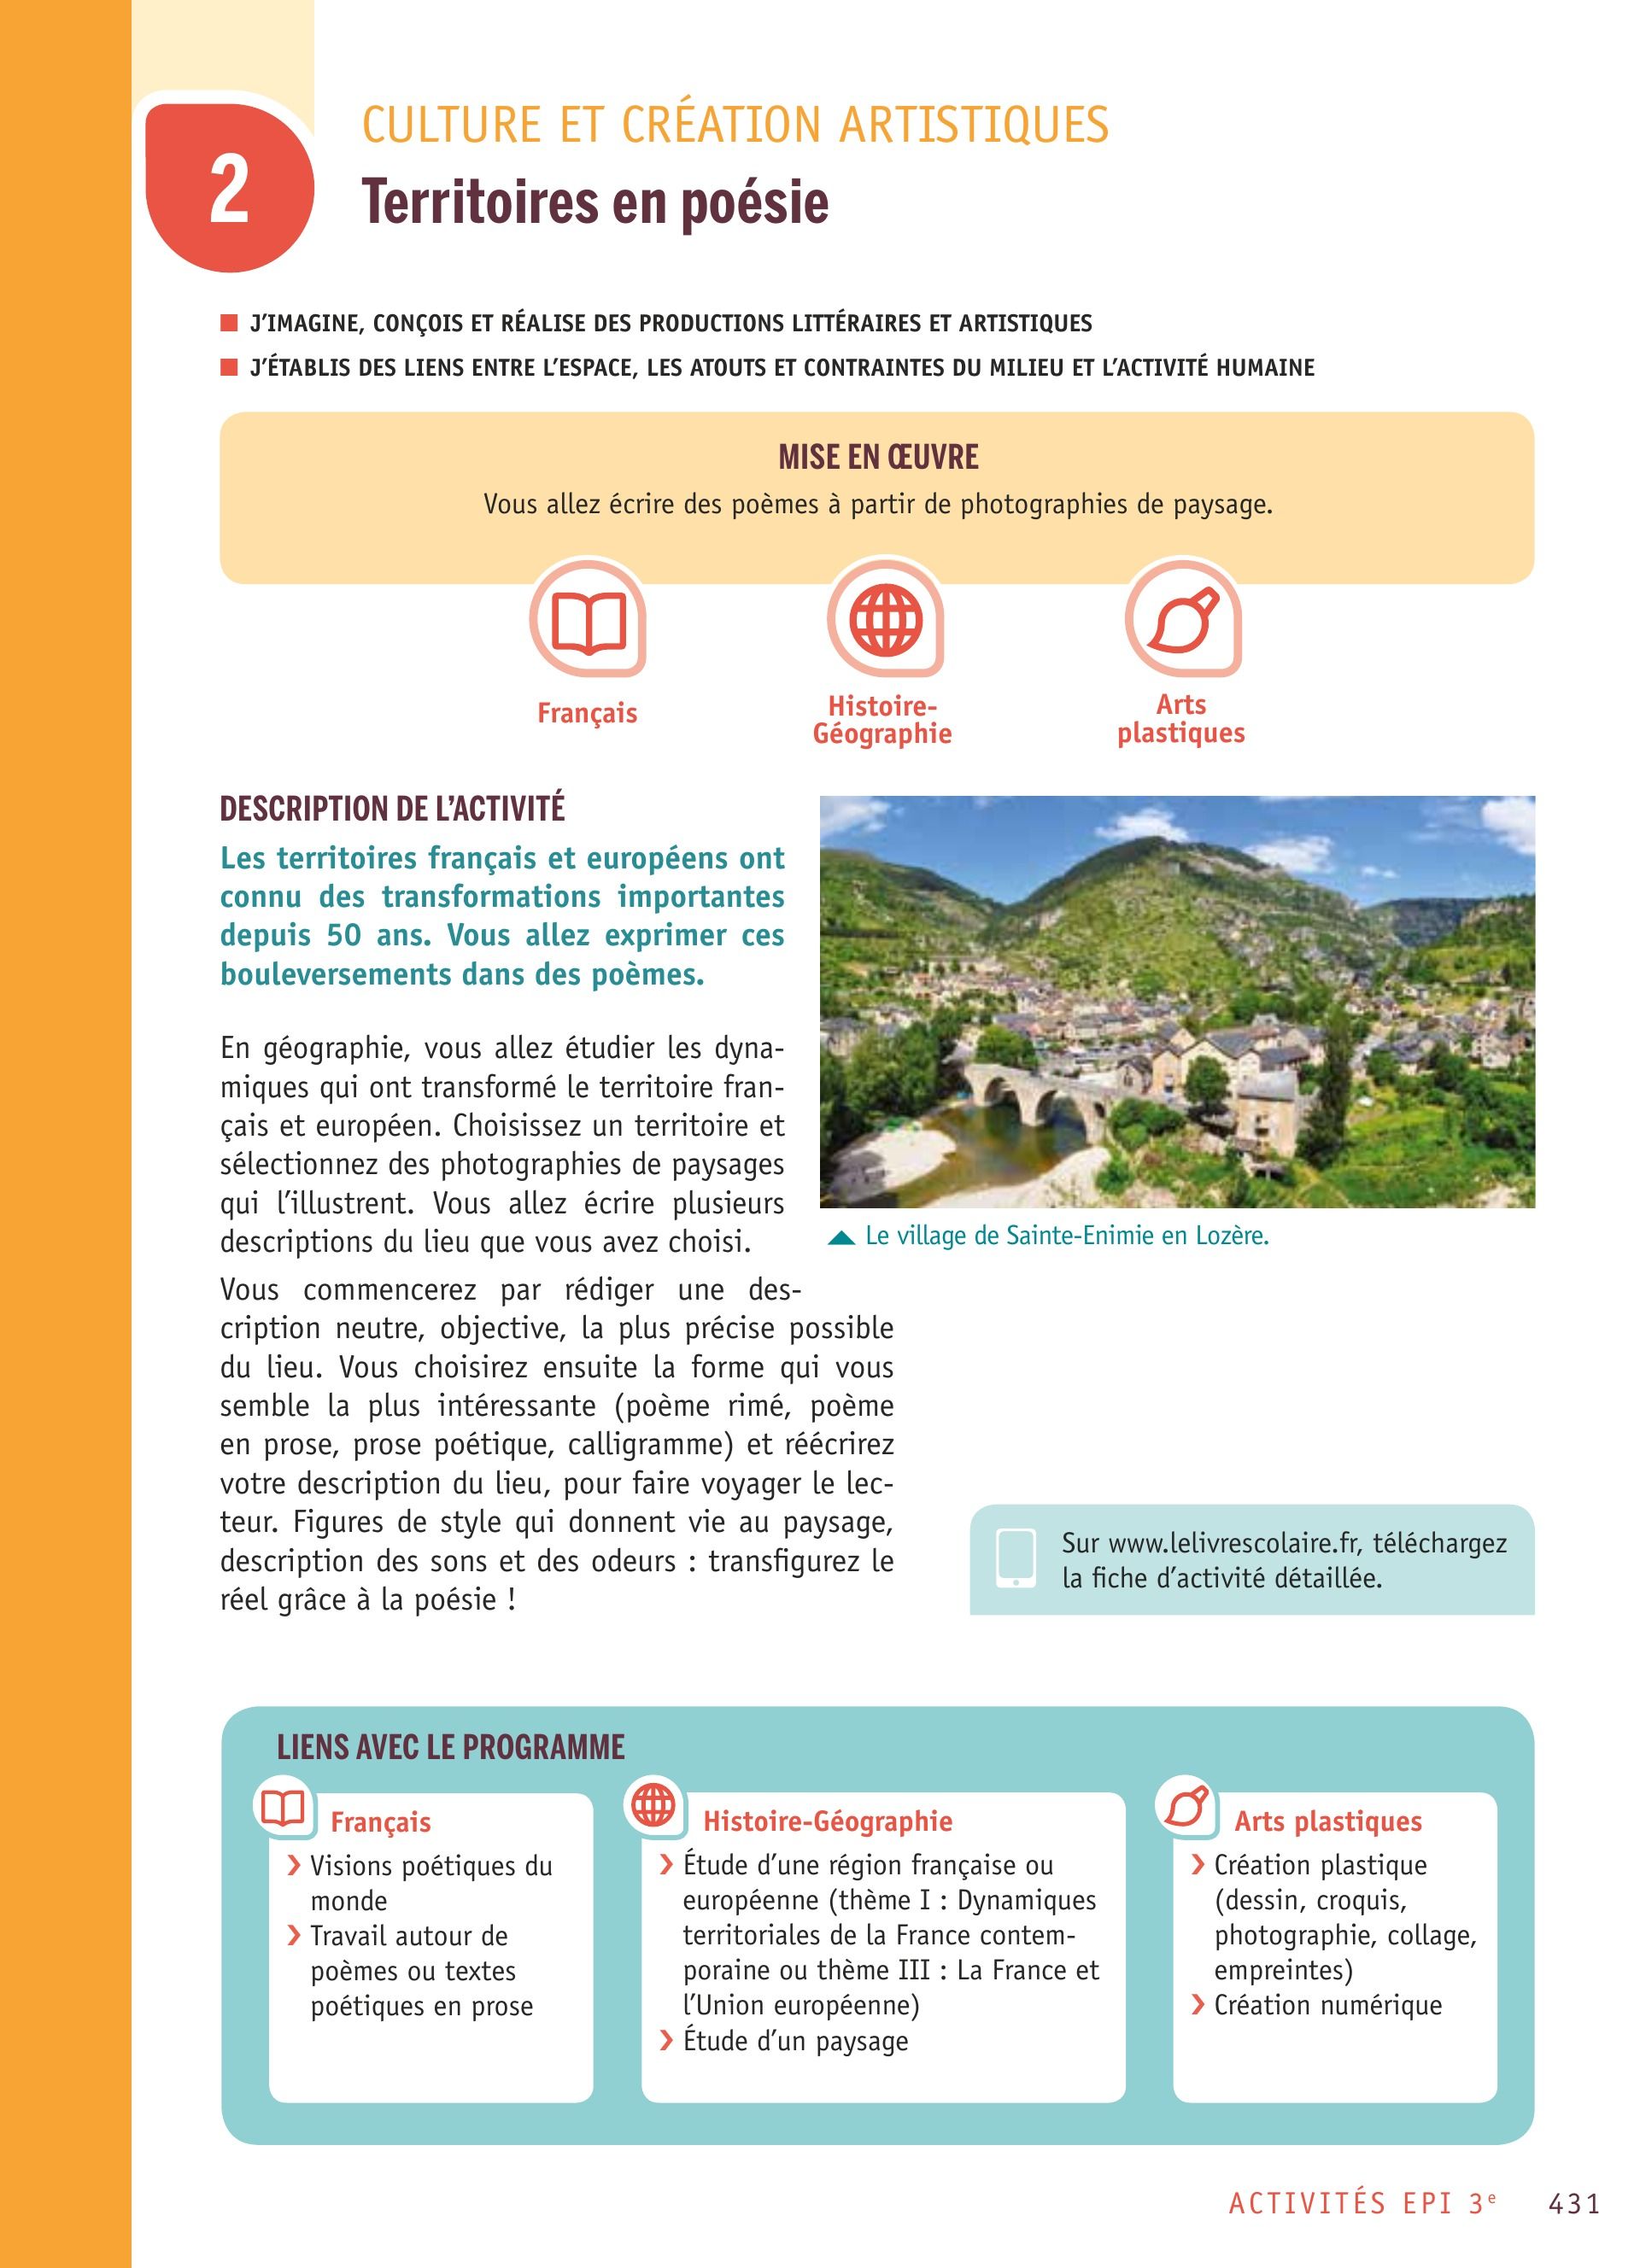 2
CULTURE ET CRÉATION ARTISTIQUES
Territoires en poésie
J’IMAGINE, CONÇOIS ET RÉALISE DES PRODUCTIONS LITTÉRAIRES ET ARTISTIQUES
J’ÉTABLIS DES LIENS ENTRE L’ESPACE, LES ATOUTS ET CONTRAINTES DU MILIEU ET L’ACTIVITÉ HUMAINE
MISE EN ŒUVRE
Vous allez écrire des poèmes à partir de photographies de paysage.
Français
Histoire-
Géographie
Arts
plastiques
DESCRIPTION DE L’ACTIVITÉ
Les territoires français et européens ont
connu des transformations importantes
depuis 50 ans. Vous allez exprimer ces
bouleversements dans des poèmes.
En géographie, vous allez étudier les dyna-
miques qui ont transformé le territoire fran-
çais et européen. Choisissez un territoire et
sélectionnez des photographies de paysages
qui l’illustrent. Vous allez écrire plusieurs
descriptions du lieu que vous avez choisi.
Vous commencerez par rédiger une des-
cription neutre, objective, la plus précise possible
du lieu. Vous choisirez ensuite la forme qui vous
semble la plus intéressante (poème rimé, poème
en prose, prose poétique, calligramme) et réécrirez
votre description du lieu, pour faire voyager le lec-
teur. Figures de style qui donnent vie au paysage,
description des sons et des odeurs : transfigurez le
réel grâce à la poésie !
Le village de Sainte-Enimie en Lozère.
Sur www.lelivrescolaire.fr, téléchargez
la fiche d’activité détaillée.
LIENS AVEC LE PROGRAMME
Français
❯ Visions poétiques du
monde
❯ Travail autour de
poèmes ou textes
poétiques en prose
Histoire-Géographie
❯ Étude d’une région française ou
européenne (thème I : Dynamiques
territoriales de la France contem-
poraine ou thème III : La France et
l’Union européenne)
❯ Étude d’un paysage
Arts plastiques
❯ Création plastique
(dessin, croquis,
photographie, collage,
empreintes)
❯ Création numérique
ACTIVITÉS EPI 3e 431